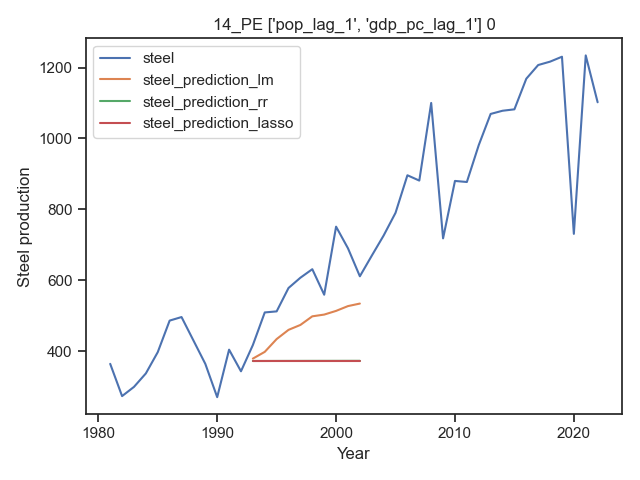 14_PE ['pop_lag_1', 'gdp_pc_lag_1'] 0
steel
steel_prediction_lm
steel_prediction_rr
steel_prediction_lasso
Steel production
1200
1000
800
600
400
1980
1990
2000
2010
2020
Year